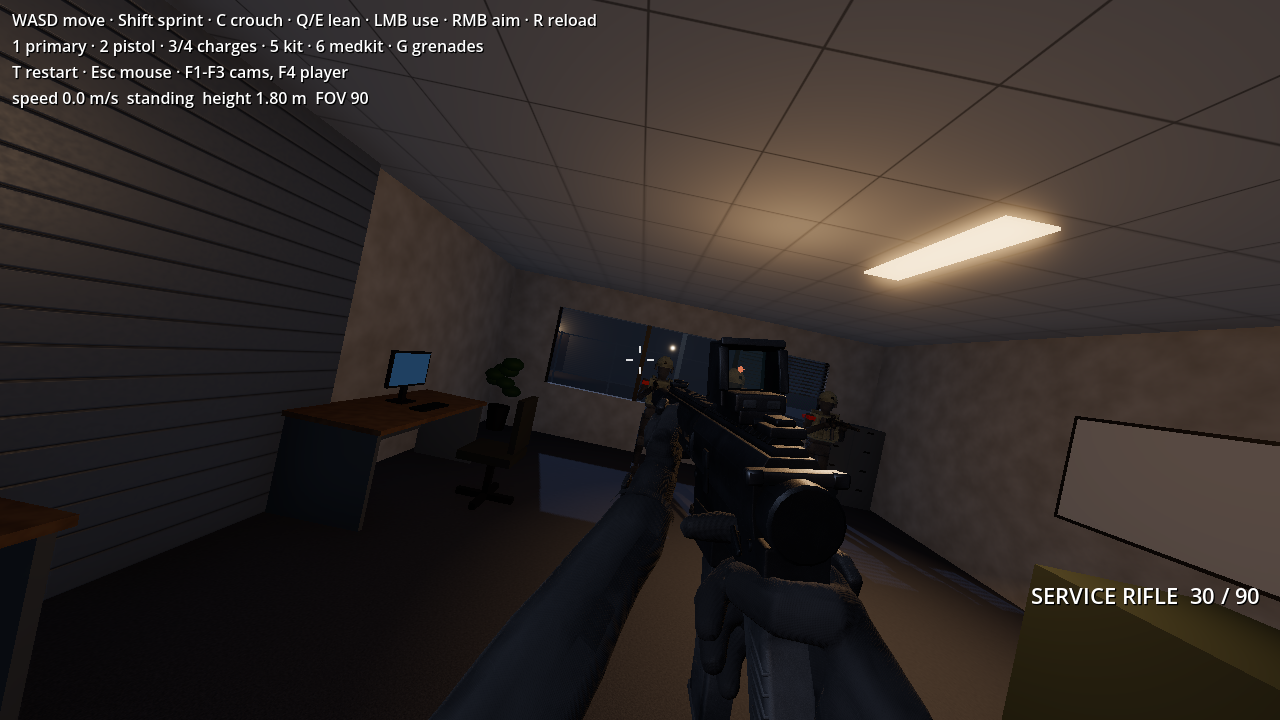 WASD move · Shift sprint · C crouch · Q/E lean · LMB use · RMB aim · R reload
1 primary · 2 pistol · 3/4 charges · 5 kit · 6 medkit · G grenades
T restart · Esc mouse · F1-F3 cams, F4 player
speed 0.0 m/s  standing  height 1.80 m  FOV 90
SERVICE RIFLE  30 / 90